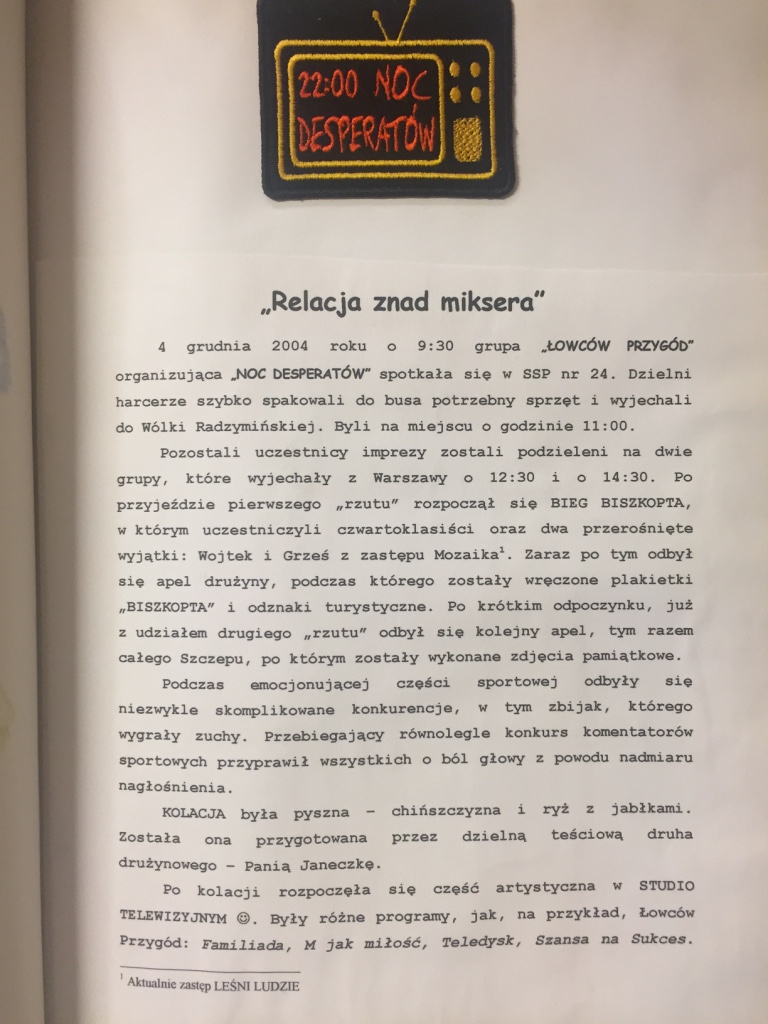 22:00 NOC
DESPERATÓW
„Relacja znad miksera”
4 grudnia 2004 roku o 9:30 grupa „ŁOWCÓW PRZYGÓD”
organizująca „NOC DESPERATÓW” spotkała się w SSP nr 24. Dzielni
harcerze szybko spakowali do busa potrzebny sprzęt i wyjechali
do Wólki Radzymińskiej. Byli na miejscu o godzinie 11:00.
Pozostali uczestnicy imprezy zostali podzieleni na dwie
grupy, które wyjechały z Warszawy o 12:30 i o 14:30. Po
przyjeździe pierwszego „rzutu” rozpoczął się BIEG BISZKOPTA,
w którym uczestniczyli czwartoklasiści oraz dwa przerośnięte
wyjątki: Wojtek i Grześ z zastępu Mozaika¹. Zaraz po tym odbył
się apel drużyny, podczas którego zostały wręczone plakietki
„BISZKOPTA” i odznaki turystyczne. Po krótkim odpoczynku, już
z udziałem drugiego „rzutu” odbył się kolejny apel, tym razem
całego Szczepu, po którym zostały wykonane zdjęcia pamiątkowe.
Podczas emocjonującej części sportowej odbyły się
niezwykle skomplikowane konkurencje, w tym zbijak, którego
wygrały zuchy. Przebiegający równolegle konkurs komentatorów
sportowych przyprawił wszystkich o ból głowy z powodu nadmiaru
nagłośnienia.
KOLACJA była pyszna – chińszczyzna i ryż z jabłkami.
Została ona przygotowana przez dzielną teściową druha
drużynowego – Panią Janeczkę.
Po kolacji rozpoczęła się część artystyczna w STUDIO
TELEWIZYJNYM ☺. Były różne programy, jak, na przykład, Łowców
Przygód: Familiada, M jak miłość, Teledysk, Szansa na Sukces.
¹ Aktualnie zastęp LEŚNI LUDZIE